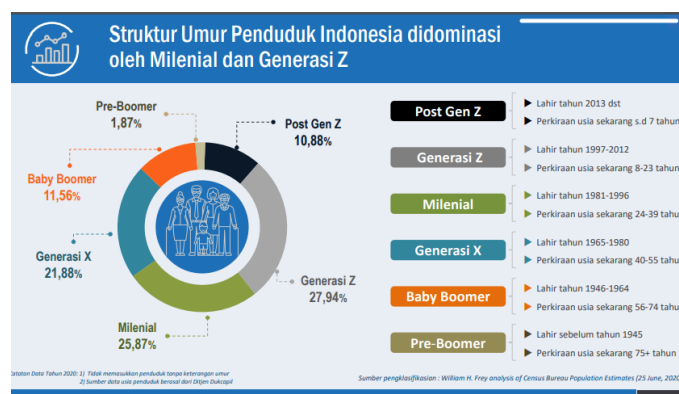 Struktur Umur Penduduk Indonesia didominasi
oleh Milenial dan Generasi Z
Pre-Boomer
1,87%
Post Gen Z
10,88%
Baby Boomer
11,56%
Generasi X
21,88%
Generasi Z
27,94%
Milenial
25,87%
Post Gen Z
Lahir tahun 2013 dst
Perkiraan usia sekarang s.d 7 tahun
Generasi Z
Lahir tahun 1997-2012
Perkiraan usia sekarang 8-23 tahun
Milenial
Lahir tahun 1981-1996
Perkiraan usia sekarang 24-39 tahu
Generasi X
Lahir tahun 1965-1980
Perkiraan usia sekarang 40-55 tahu
Baby Boomer
Lahir tahun 1946-1964
Perkiraan usia sekarang 56-74 tahu
Pre-Boomer
Lahir sebelum tahun 1945
Perkiraan usia sekarang 75+ tahun
Catatan Data Tahun 2020: 1) Tidak memasukkan penduduk tanpa keterangan umur
2) Sumber data usia penduduk berasal dari Ditjen Dukcapil
Sumber pengklasifikasian : William H. Frey analysis of Census Bureau Population Estimates (25 June, 2020